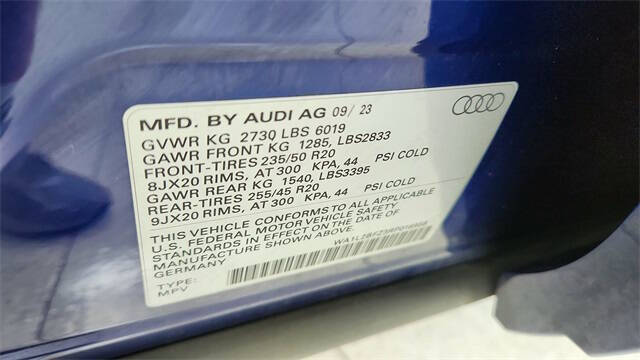 MFD. BY AUDI AG 09/ 23
GVWR KG 2730 LBS 6019
GAWR FRONT KG 1285, LBS2833
FRONT-TIRES 235/50 R20
8JX20 RIMS, AT 300 KPA, 44 PSI COLD
GAWR REAR KG 1540, LBS3395
REAR-TIRES 255/45 R20
9JX20 RIMS, AT 300 KPA, 44 PSI COLD
THIS VEHICLE CONFORMS TO ALL APPLICABLE
U.S. FEDERAL MOTOR VEHICLE SAFETY
STANDARDS IN EFFECT ON THE DATE OF
MANUFACTURE SHOWN ABOVE.
GERMANY
TYPE:
MPV